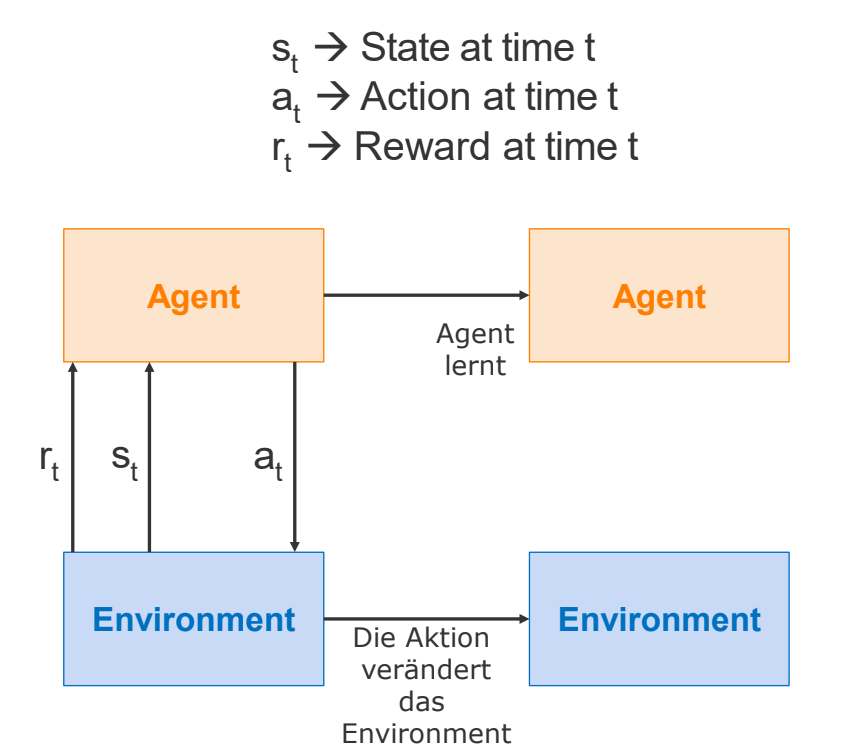 s_t → State at time t
a_t → Action at time t
r_t → Reward at time t
Agent
Agent
Agent
lernt
r_t
s_t
a_t
Environment
Environment
Die Aktion
verändert
das
Environment